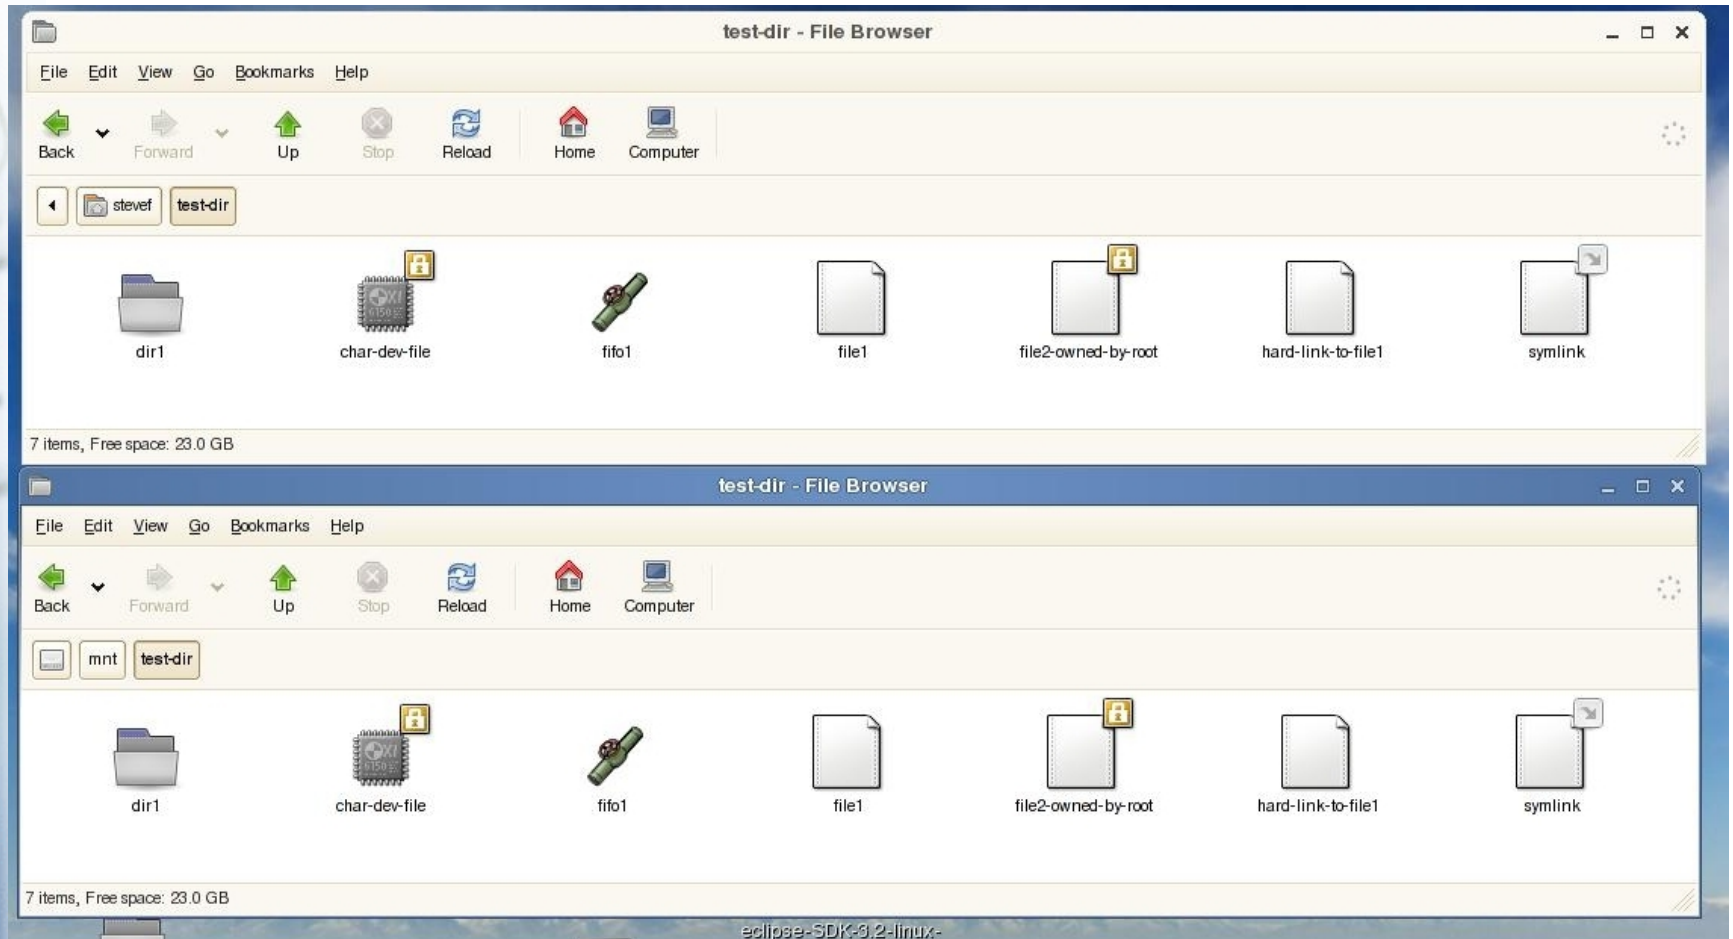 test-dir - File Browser
File Edit View Go Bookmarks Help
Back Forward Up Stop Reload Home Computer
stevef test-dir
dir1 char-dev-file fifo1 file1 file2-owned-by-root hard-link-to-file1 symlink
7 items, Free space: 23.0 GB
test-dir - File Browser
File Edit View Go Bookmarks Help
Back Forward Up Stop Reload Home Computer
mnt test-dir
dir1 char-dev-file fifo1 file1 file2-owned-by-root hard-link-to-file1 symlink
7 items, Free space: 23.0 GB
eclipse-SDK-3.2-linux-